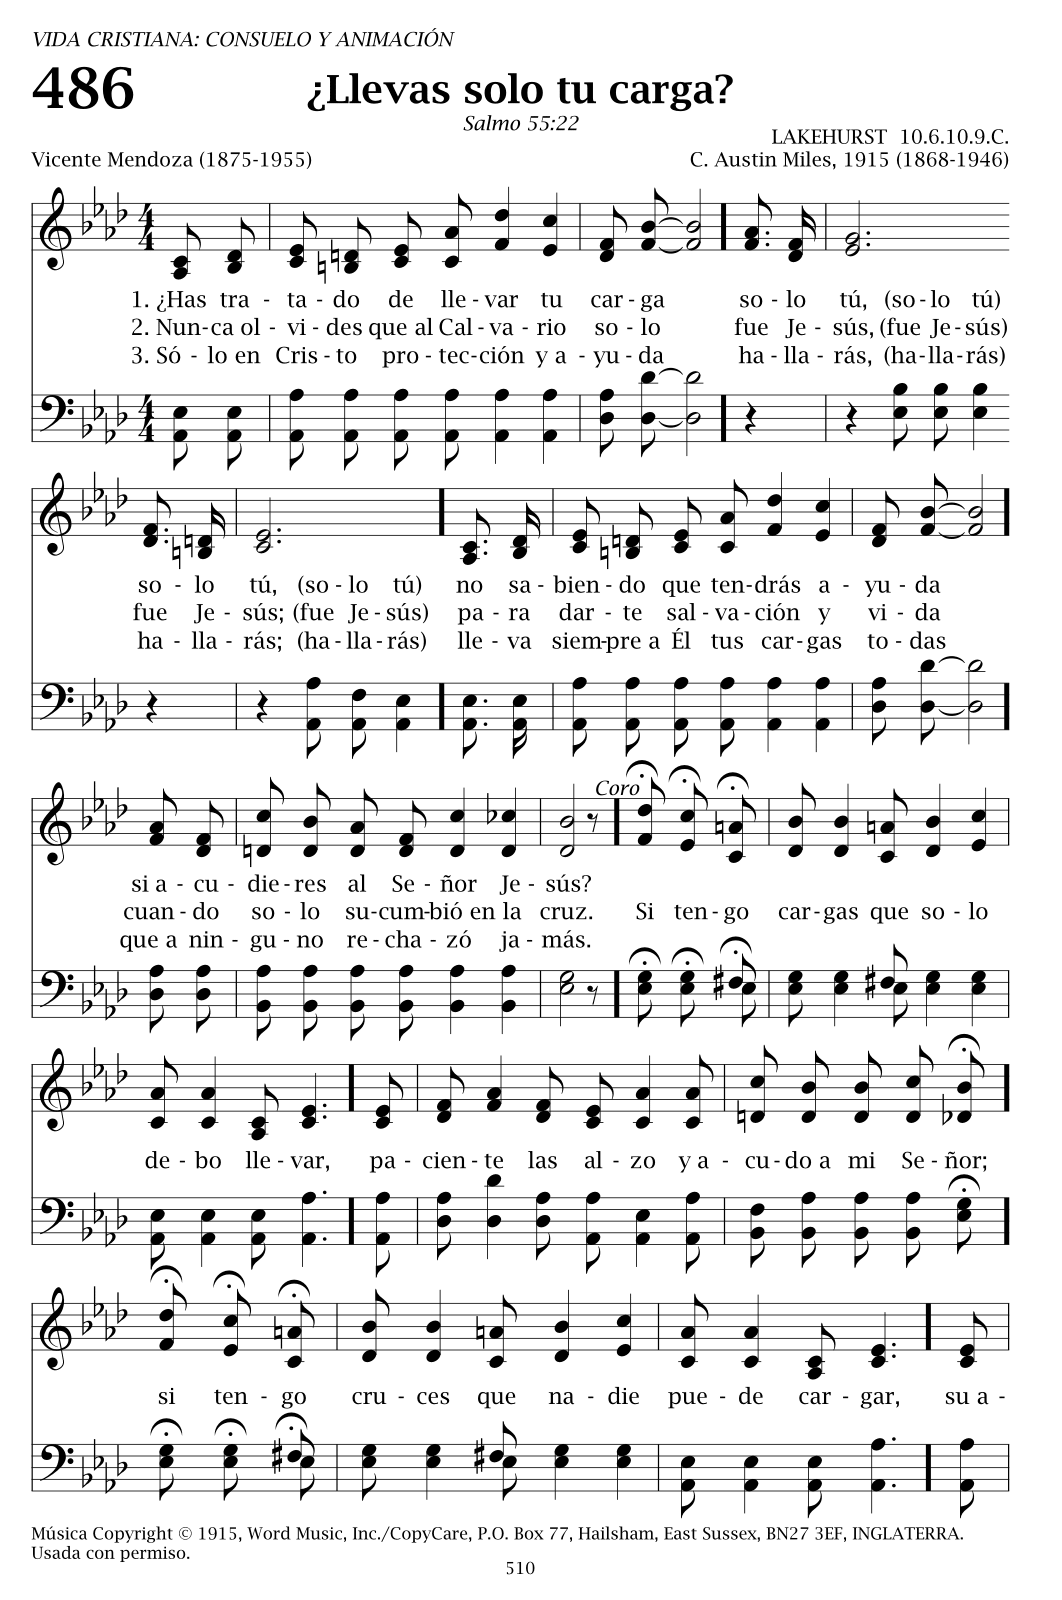 VIDA CRISTIANA: CONSUELO Y ANIMACIÓN
486
¿Llevas solo tu carga?
Salmo 55:22
LAKEHURST 10.6.10.9.C.
Vicente Mendoza (1875-1955)
C. Austin Miles, 1915 (1868-1946)
1. ¿Has tra - ta - do de lle - var tu car - ga so - lo tú, (so - lo tú)
2. Nun - ca ol - vi - des que al Cal - va - rio so - lo fue Je - sús, (fue Je - sús)
3. Só - lo en Cris - to pro - tec - ción y a - yu - da ha - lla - rás, (ha - lla - rás)
so - lo tú, (so - lo tú) no sa - bien - do que ten - drás a - yu - da
fue Je - sús; (fue Je - sús) pa - ra dar - te sal - va - ción y vi - da
ha - lla - rás; (ha - lla - rás) lle - va siem - pre a Él tus car - gas to - das
Coro
si a - cu - die - res al Se - ñor Je - sús?
cuan - do so - lo su - cum - bió en la cruz. Si ten - go car - gas que so - lo
que a nin - gu - no re - cha - zó ja - más.
de - bo lle - var, pa - cien - te las al - zo y a - cu - do a mi Se - ñor;
si ten - go cru - ces que na - die pue - de car - gar, su a -
Música Copyright © 1915, Word Music, Inc./CopyCare, P.O. Box 77, Hailsham, East Sussex, BN27 3EF, INGLATERRA.
Usada con permiso.
510